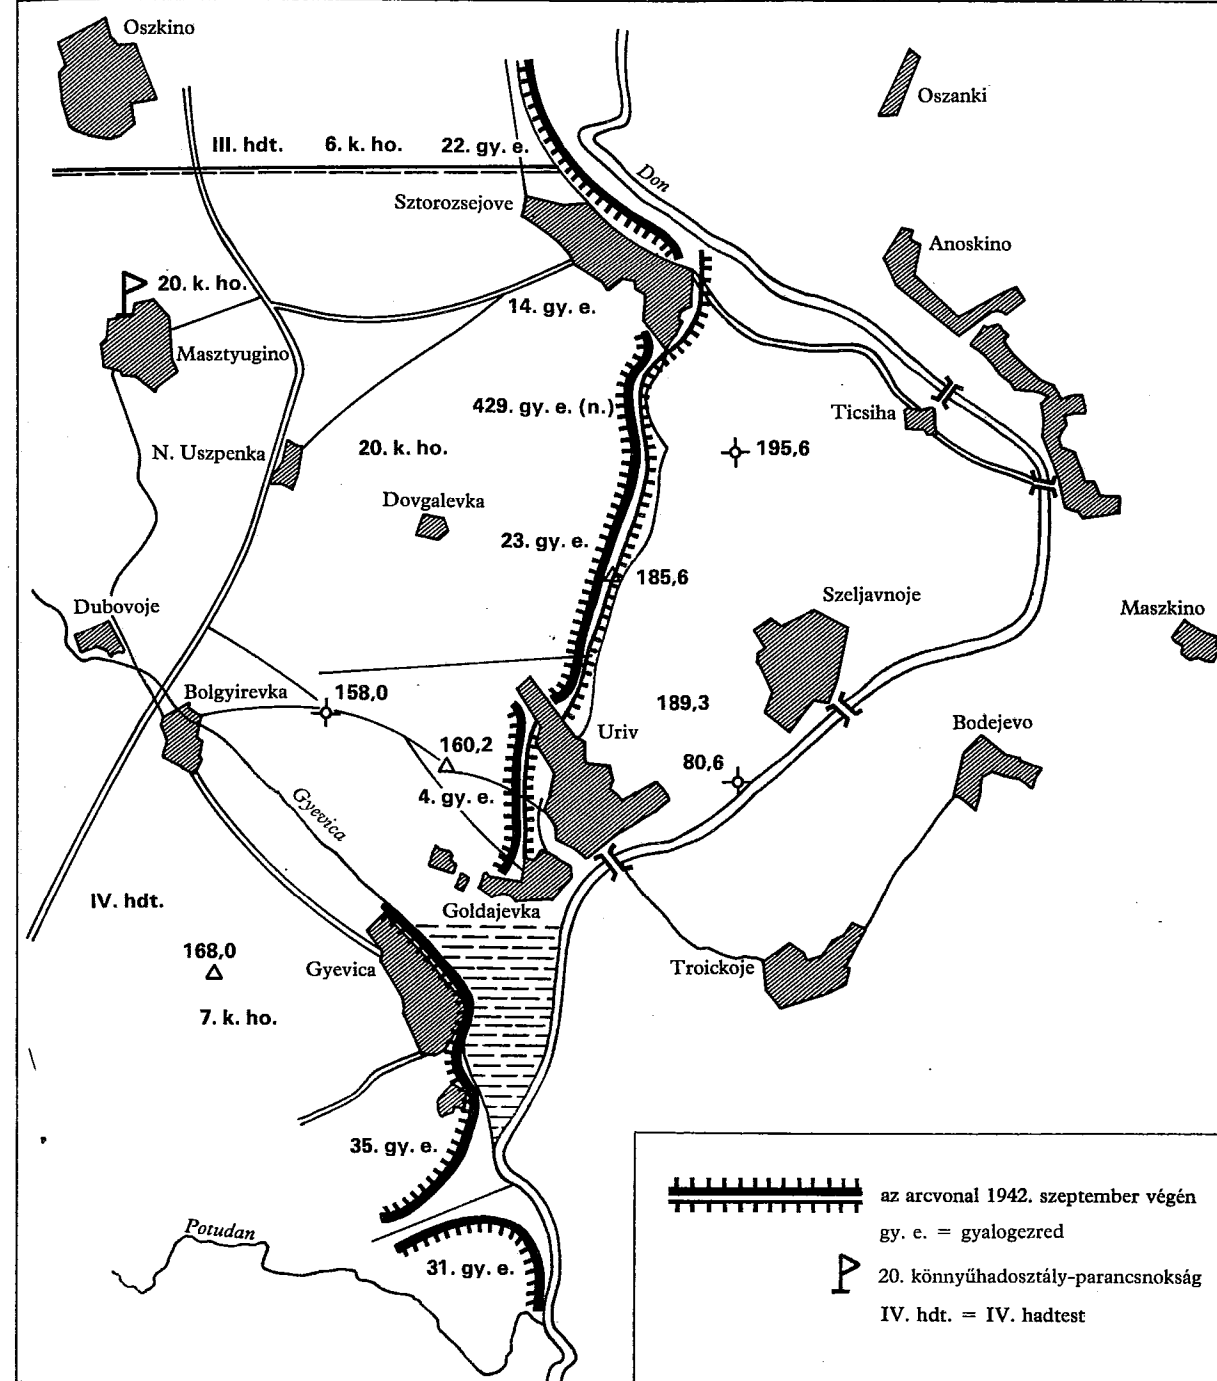 Oszkino
Oszanki
III. hdt. 6. k. ho. 22. gy. e.
Don
Sztorozsejove
Anoskino
20. k. ho.
14. gy. e.
Masztyugino
429. gy. e. (n.)
Ticsiha
N. Uszpenka
20. k. ho.
195,6
Dovgalevka
23. gy. e.
185,6
Szeljavnoje
Dubovoje
Maszkino
Bolgyirevka
158,0
189,3
Uriv
Bodejevo
160,2
80,6
4. gy. e.
Gyevica
IV. hdt.
Goldajevka
168,0
Gyevica
Troickoje
7. k. ho.
35. gy. e.
Potudan
31. gy. e.
az arcvonal 1942. szeptember végén
gy. e. = gyalogezred
20. könnyűhadosztály-parancsnokság
IV. hdt. = IV. hadtest